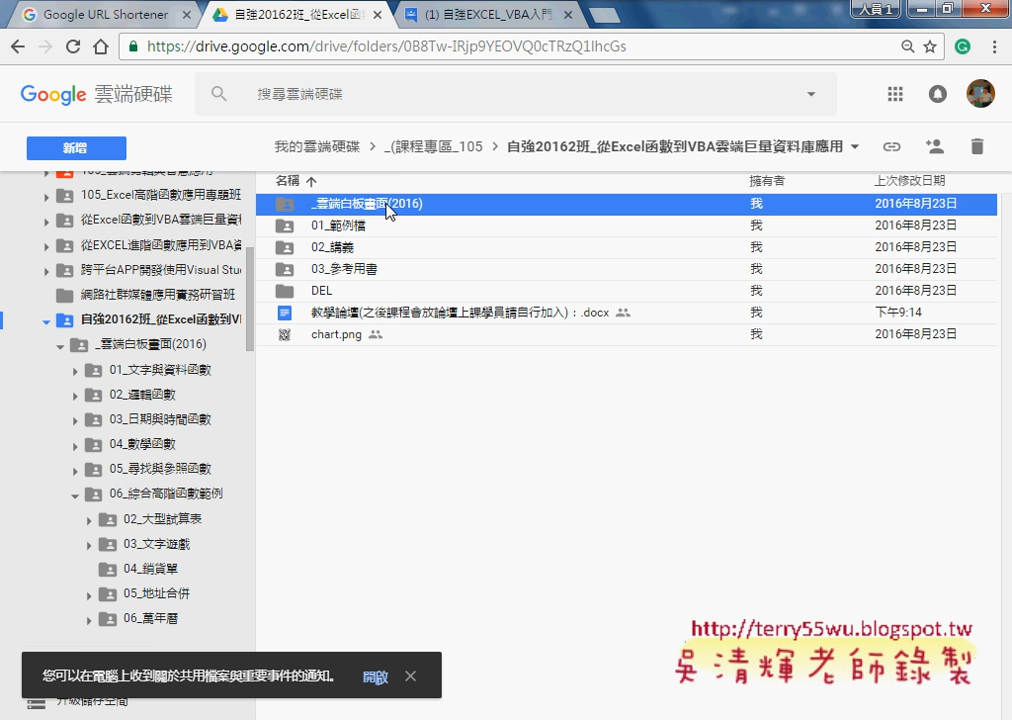 Google URL Shortener
自強20162班_從Excel函
(1) 自強EXCEL_VBA入門
人員 1
https://drive.google.com/drive/folders/0B8Tw-IRjp9YEOVQ0cTRzQ1lhcGs
Google 雲端硬碟
搜尋雲端硬碟
新增
我的雲端硬碟 > _(課程專區_105 > 自強20162班_從Excel函數到VBA雲端巨量資料庫應用
名稱 擁有者 上次修改日期
_雲端白板畫面(2016) 我 2016年8月23日
01_範例檔 我 2016年8月23日
02_講義 我 2016年8月23日
03_參考用書 我 2016年8月23日
DEL 我 2016年8月23日
教學論壇(之後課程會放論壇上課學員請自行加入)：.docx 我 下午9:14
chart.png 我 2016年8月23日
105_Excel高階函數應用專題班
從Excel函數到VBA雲端巨量資料
從EXCEL進階函數應用到VBA資
跨平台APP開發使用Visual Stu
網路社群媒體應用實務研習班
自強20162班_從Excel函數到VI
_雲端白板畫面(2016)
01_文字與資料函數
02_邏輯函數
03_日期與時間函數
04_數學函數
05_尋找與參照函數
06_綜合高階函數範例
02_大型試算表
03_文字遊戲
04_銷貨單
05_地址合併
06_萬年曆
您可以在電腦上收到關於共用檔案與重要事件的通知。 開啟
升級儲存空間
http://terry55wu.blogspot.tw
吳清輝老師錄製